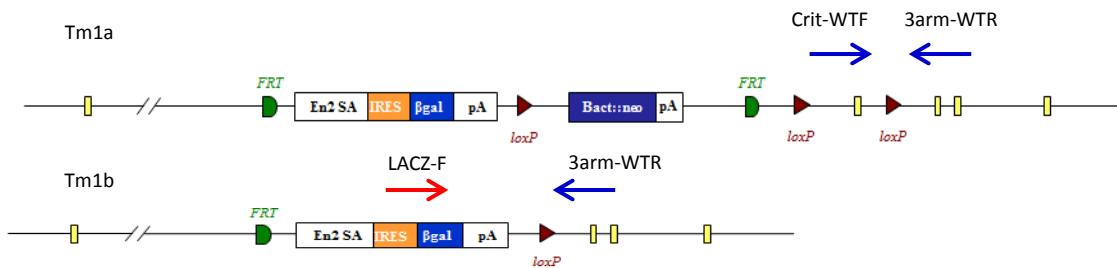 Crit-WTF 3arm-WTR
Tm1a
FRT FRT
En2 SA IRES βgal pA Bact::neo pA
loxP loxP loxP
LACZ-F 3arm-WTR
Tm1b
FRT
En2 SA IRES βgal pA
loxP